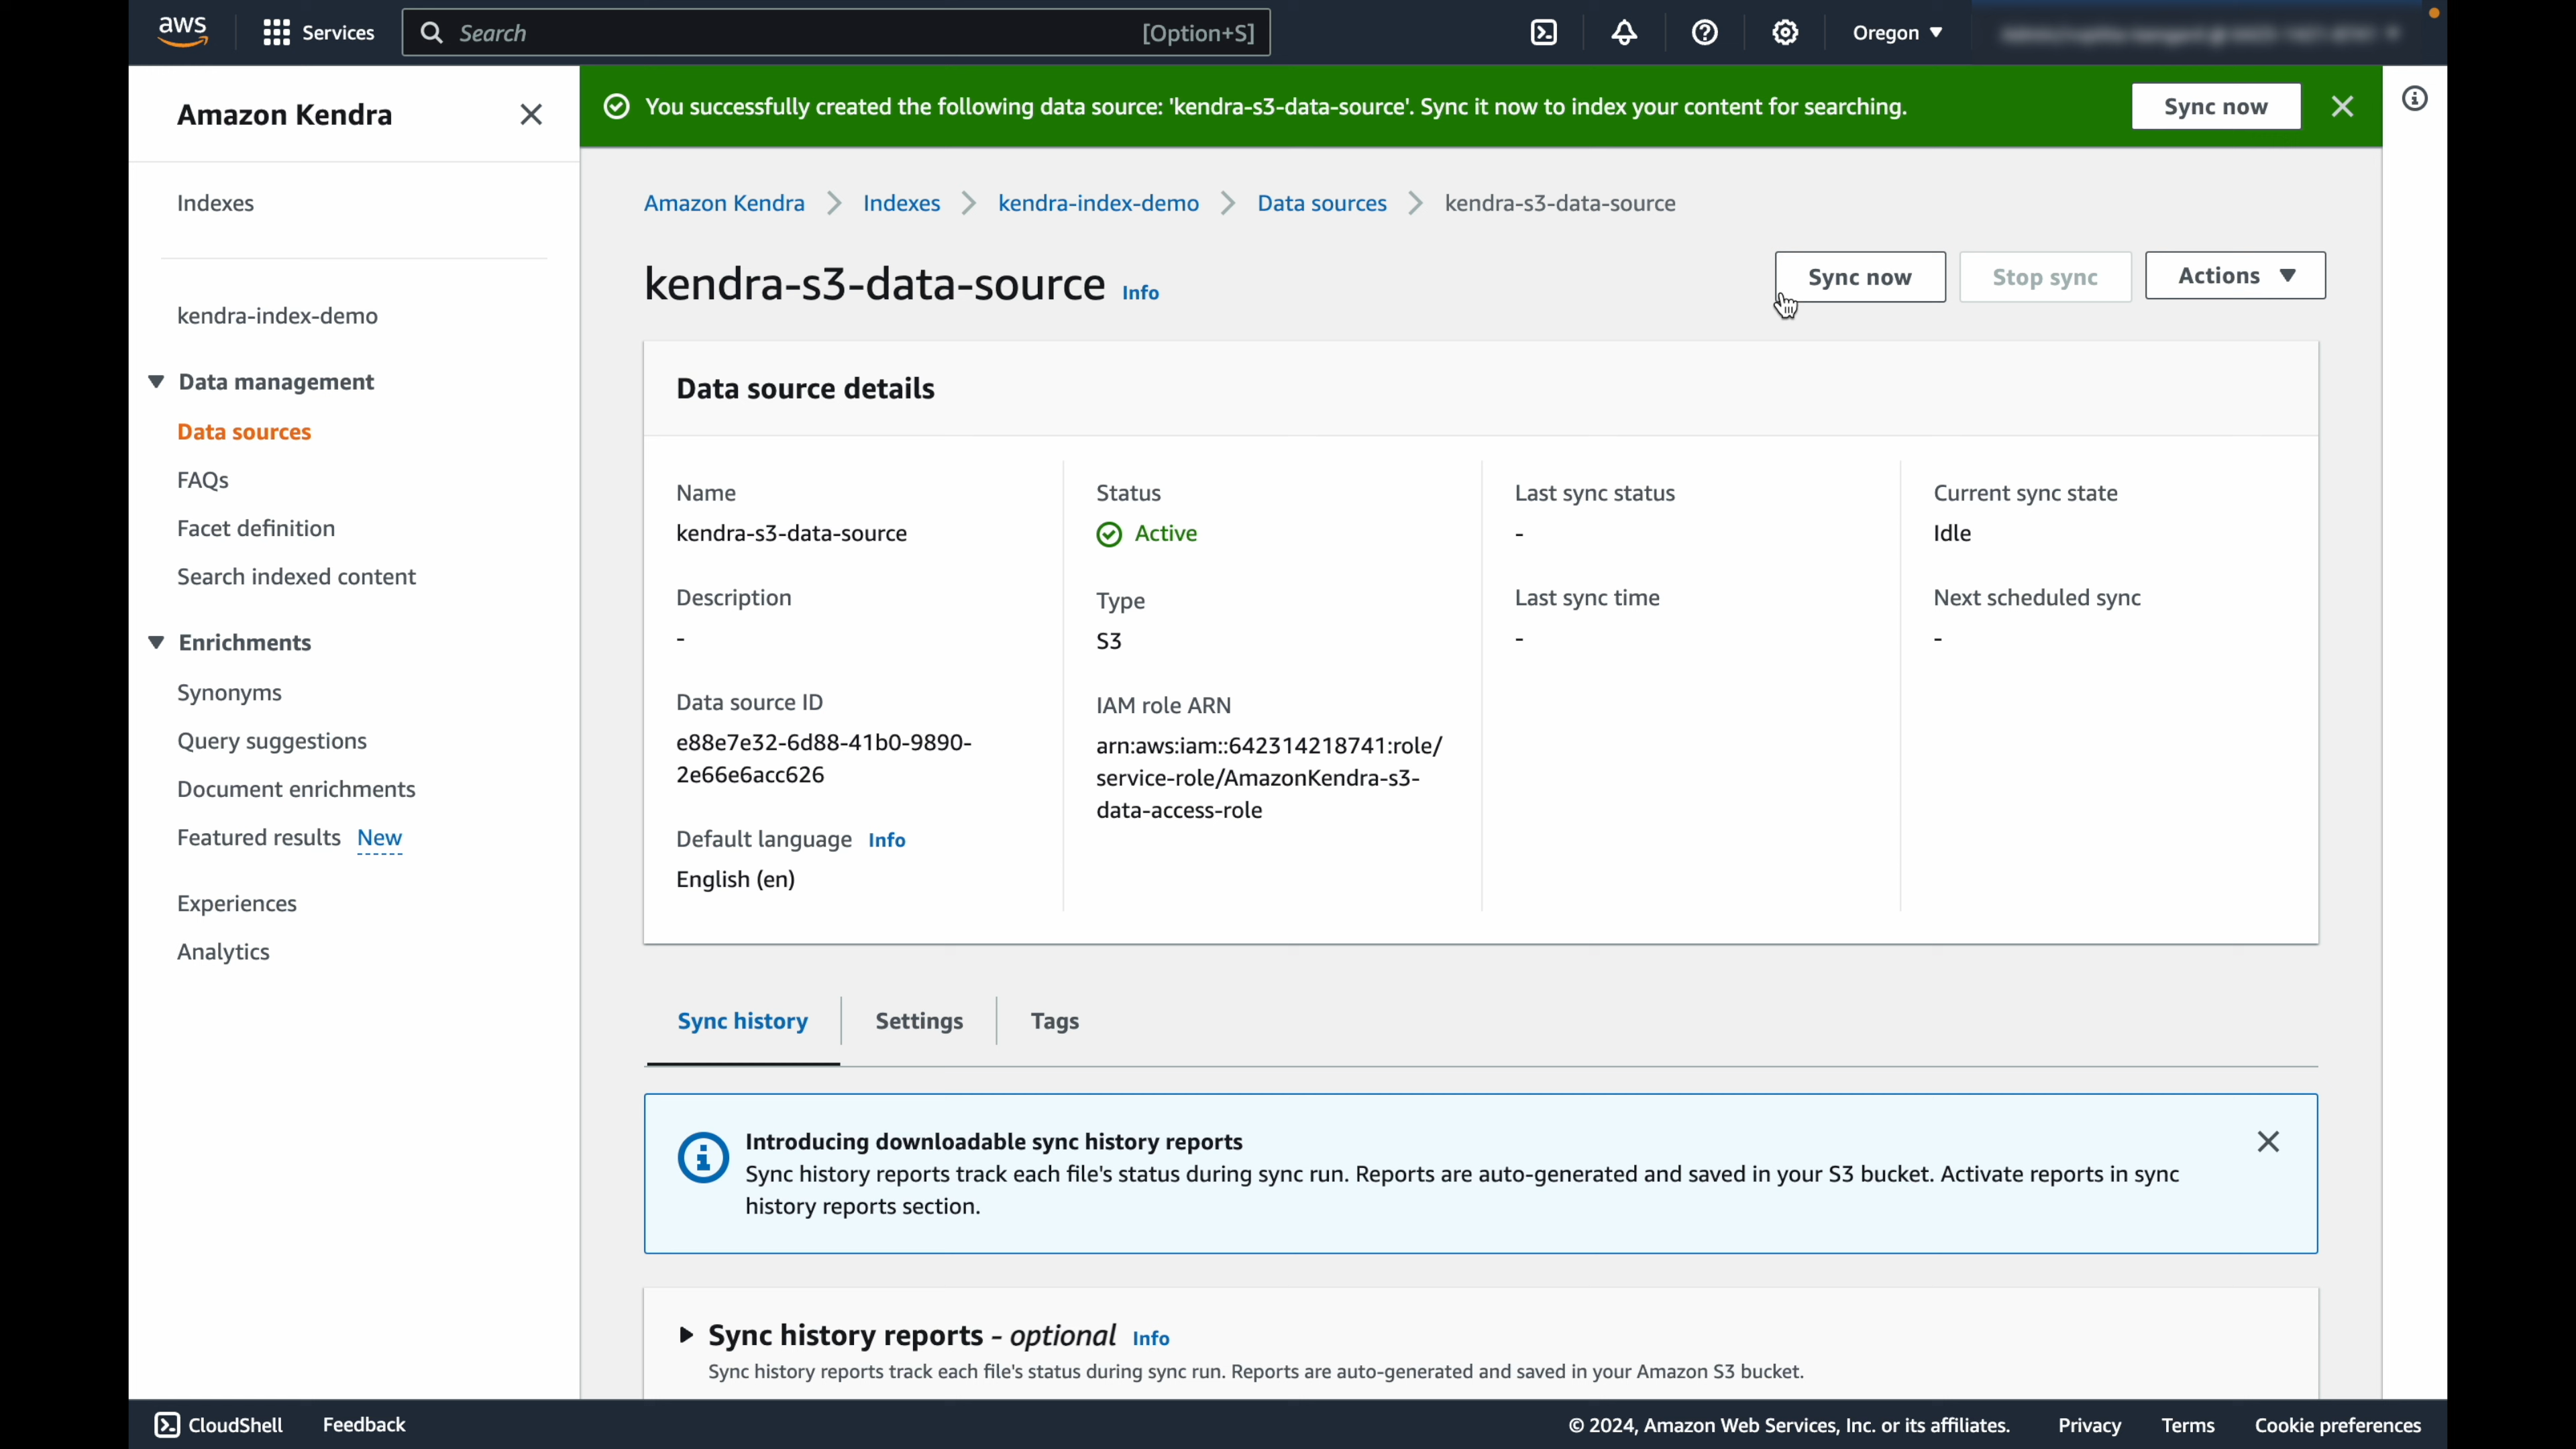 aws
Services
Search
[Option+S]
Oregon
Amazon Kendra
You successfully created the following data source: 'kendra-s3-data-source'. Sync it now to index your content for searching.
Sync now
Indexes
kendra-index-demo
Data management
Data sources
FAQs
Facet definition
Search indexed content
Enrichments
Synonyms
Query suggestions
Document enrichments
Featured results New
Experiences
Analytics
Amazon Kendra
Indexes
kendra-index-demo
Data sources
kendra-s3-data-source
kendra-s3-data-source Info
Sync now
Stop sync
Actions
Data source details
Name
kendra-s3-data-source
Description
-
Data source ID
e88e7e32-6d88-41b0-9890-
2e66e6acc626
Default language Info
English (en)
Status
Active
Type
S3
IAM role ARN
arn:aws:iam::642314218741:role/
service-role/AmazonKendra-s3-
data-access-role
Last sync status
-
Last sync time
-
Current sync state
Idle
Next scheduled sync
-
Sync history
Settings
Tags
Introducing downloadable sync history reports
Sync history reports track each file's status during sync run. Reports are auto-generated and saved in your S3 bucket. Activate reports in sync
history reports section.
Sync history reports - optional Info
Sync history reports track each file's status during sync run. Reports are auto-generated and saved in your Amazon S3 bucket.
CloudShell
Feedback
© 2024, Amazon Web Services, Inc. or its affiliates.
Privacy
Terms
Cookie preferences